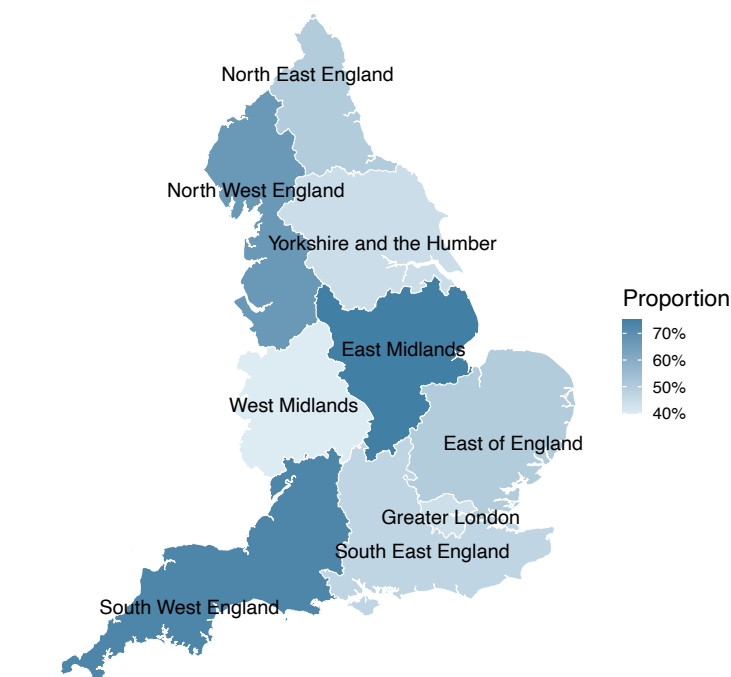 North East England
North West England
Yorkshire and the Humber
Proportion
70%
60%
50%
40%
East Midlands
West Midlands
East of England
Greater London
South East England
South West England